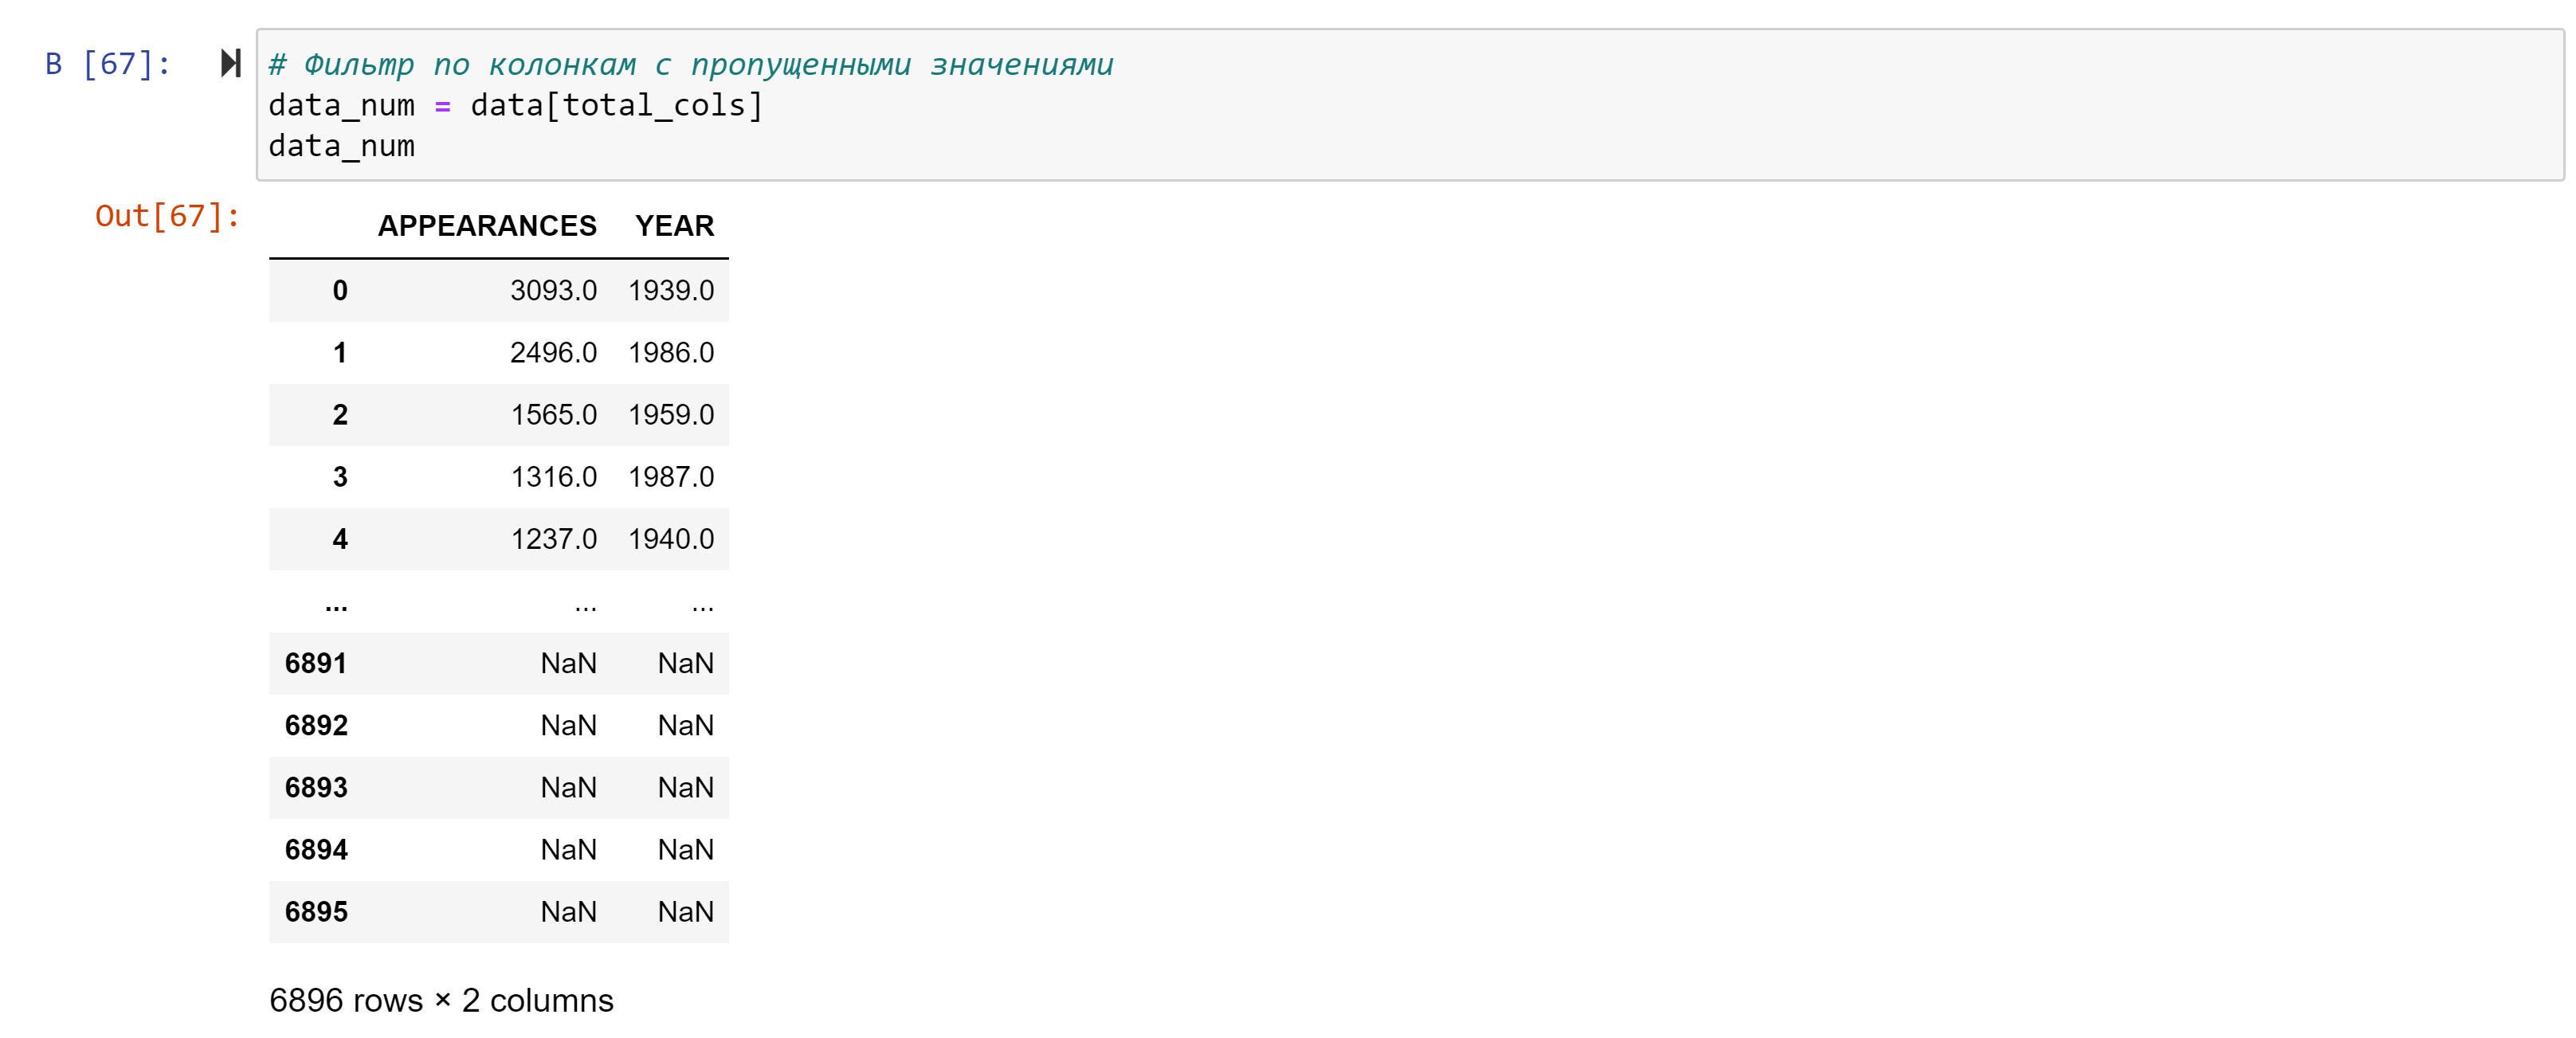 В [67]:
# Фильтр по колонкам с пропущенными значениями
data_num = data[total_cols]
data_num
Out[67]:
APPEARANCES YEAR
0 3093.0 1939.0
1 2496.0 1986.0
2 1565.0 1959.0
3 1316.0 1987.0
4 1237.0 1940.0
... ... ...
6891 NaN NaN
6892 NaN NaN
6893 NaN NaN
6894 NaN NaN
6895 NaN NaN
6896 rows × 2 columns